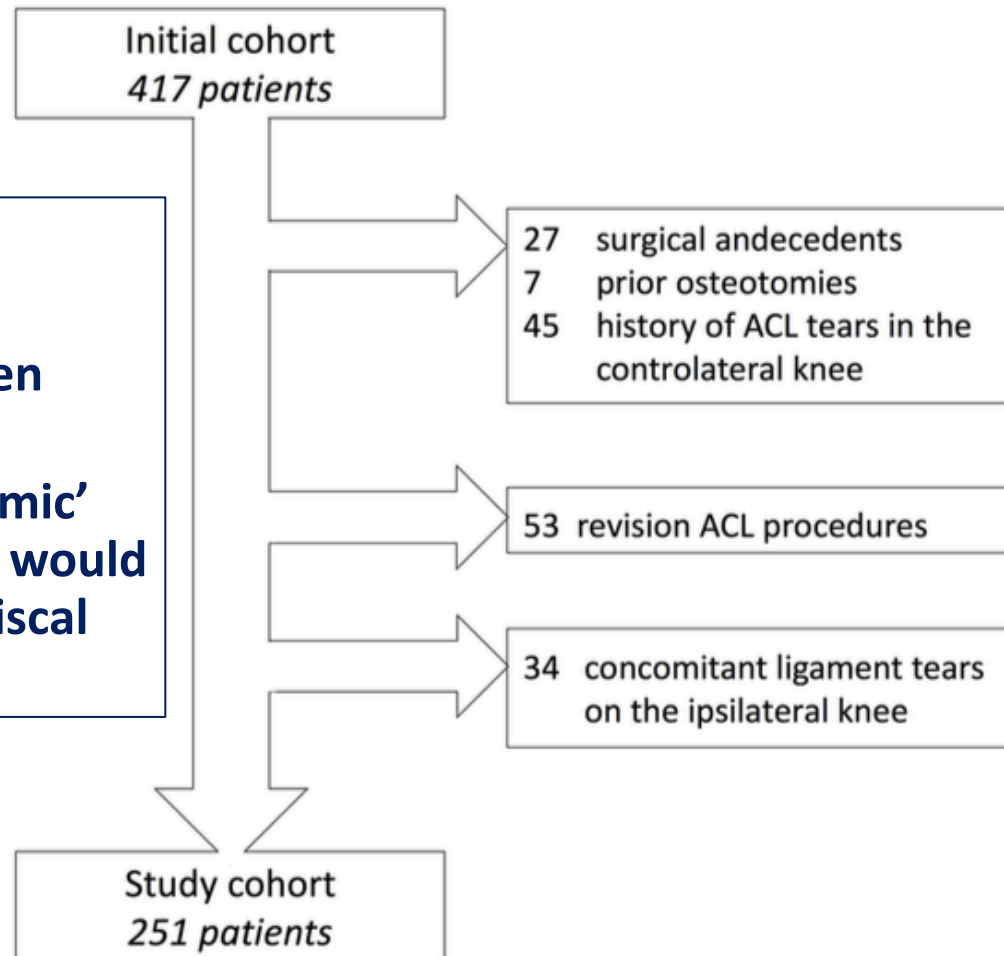 Initial cohort
417 patients
en
mic’
would
iscal
27 surgical andecedents
7 prior osteotomies
45 history of ACL tears in the
controlateral knee
53 revision ACL procedures
34 concomitant ligament tears
on the ipsilateral knee
Study cohort
251 patients